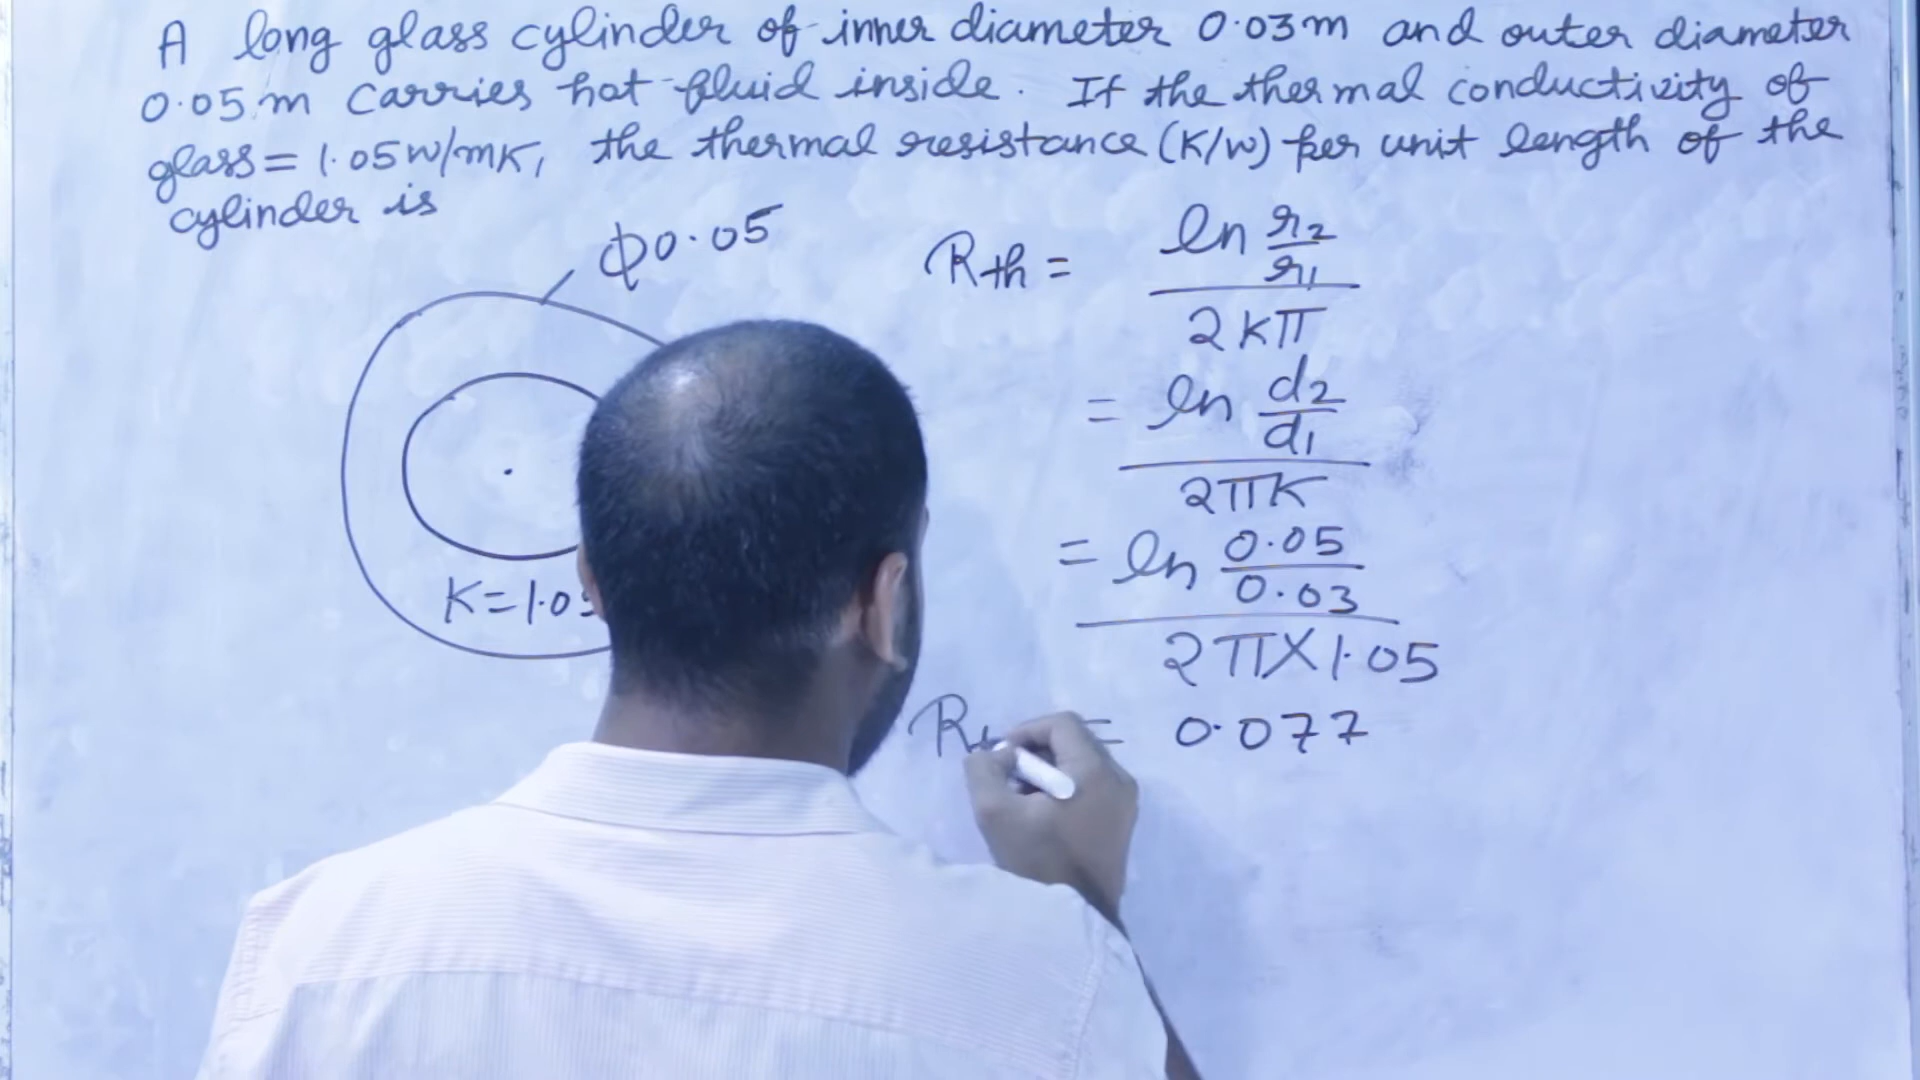 A long glass cylinder of inner diameter 0.03m and outer diameter
0.05m carries hot fluid inside. If the thermal conductivity of
glass = 1.05 W/mK, the thermal resistance (K/W) per unit length of the
cylinder is
ϕ0.05
K=1.05
Rth = ln r2/r1
2Kπ
= ln d2/d1
2πK
= ln 0.05/0.03
2π×1.05
= 0.077